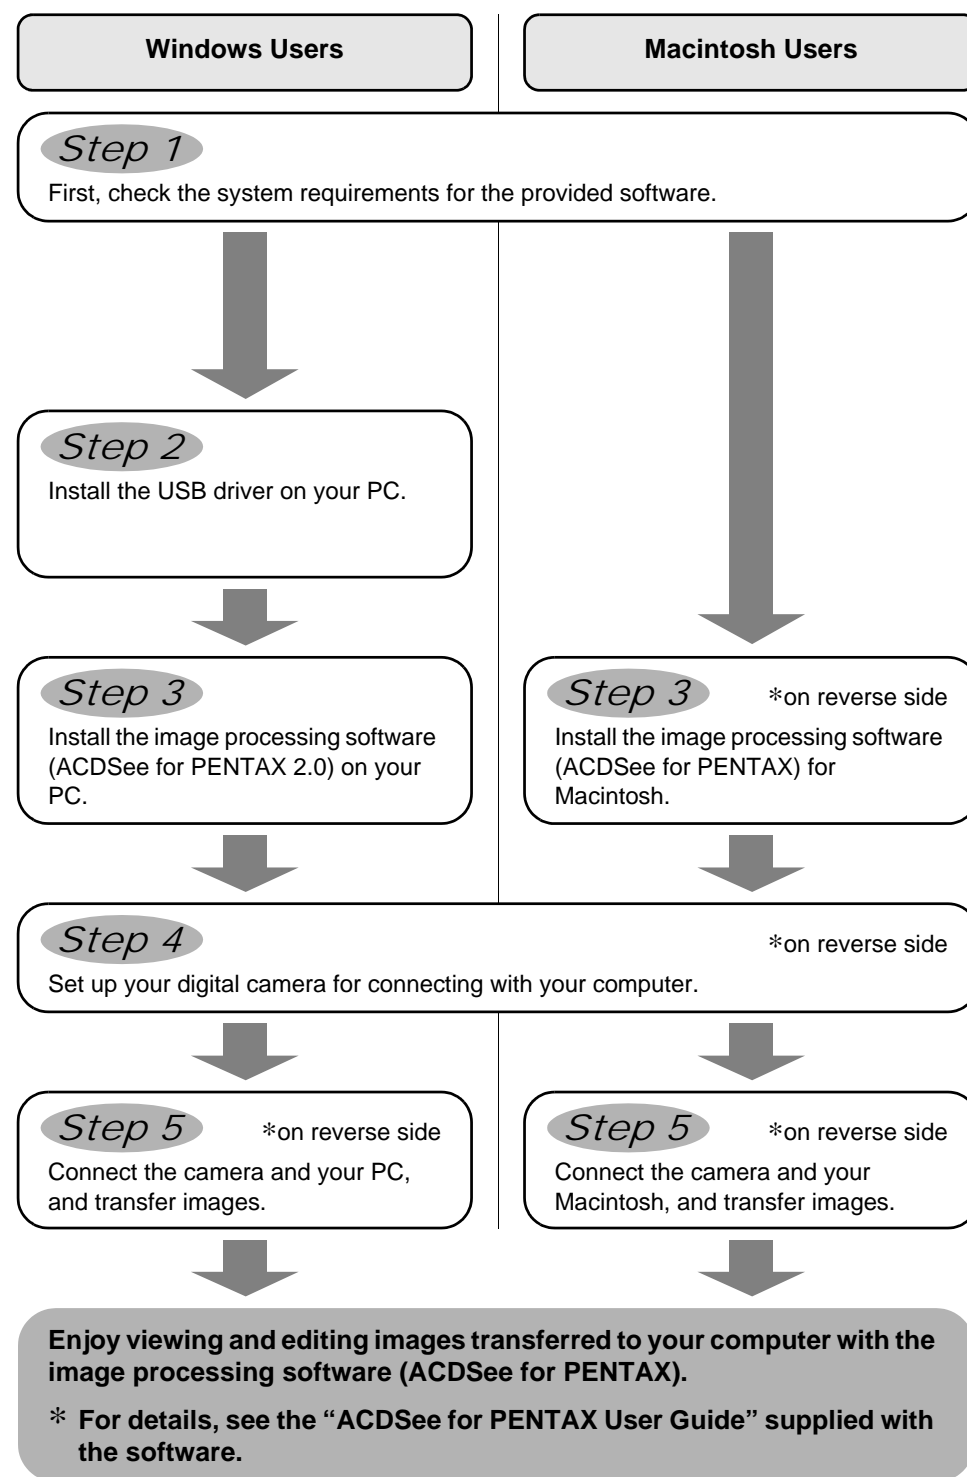 Windows Users
Macintosh Users
Step 1
First, check the system requirements for the provided software.
Step 2
Install the USB driver on your PC.
Step 3
Install the image processing software
(ACDSee for PENTAX 2.0) on your
PC.
Step 3
*on reverse side
Install the image processing software
(ACDSee for PENTAX) for
Macintosh.
Step 4
*on reverse side
Set up your digital camera for connecting with your computer.
Step 5
*on reverse side
Connect the camera and your PC,
and transfer images.
Step 5
*on reverse side
Connect the camera and your
Macintosh, and transfer images.
Enjoy viewing and editing images transferred to your computer with the
image processing software (ACDSee for PENTAX).
* For details, see the “ACDSee for PENTAX User Guide” supplied with
the software.